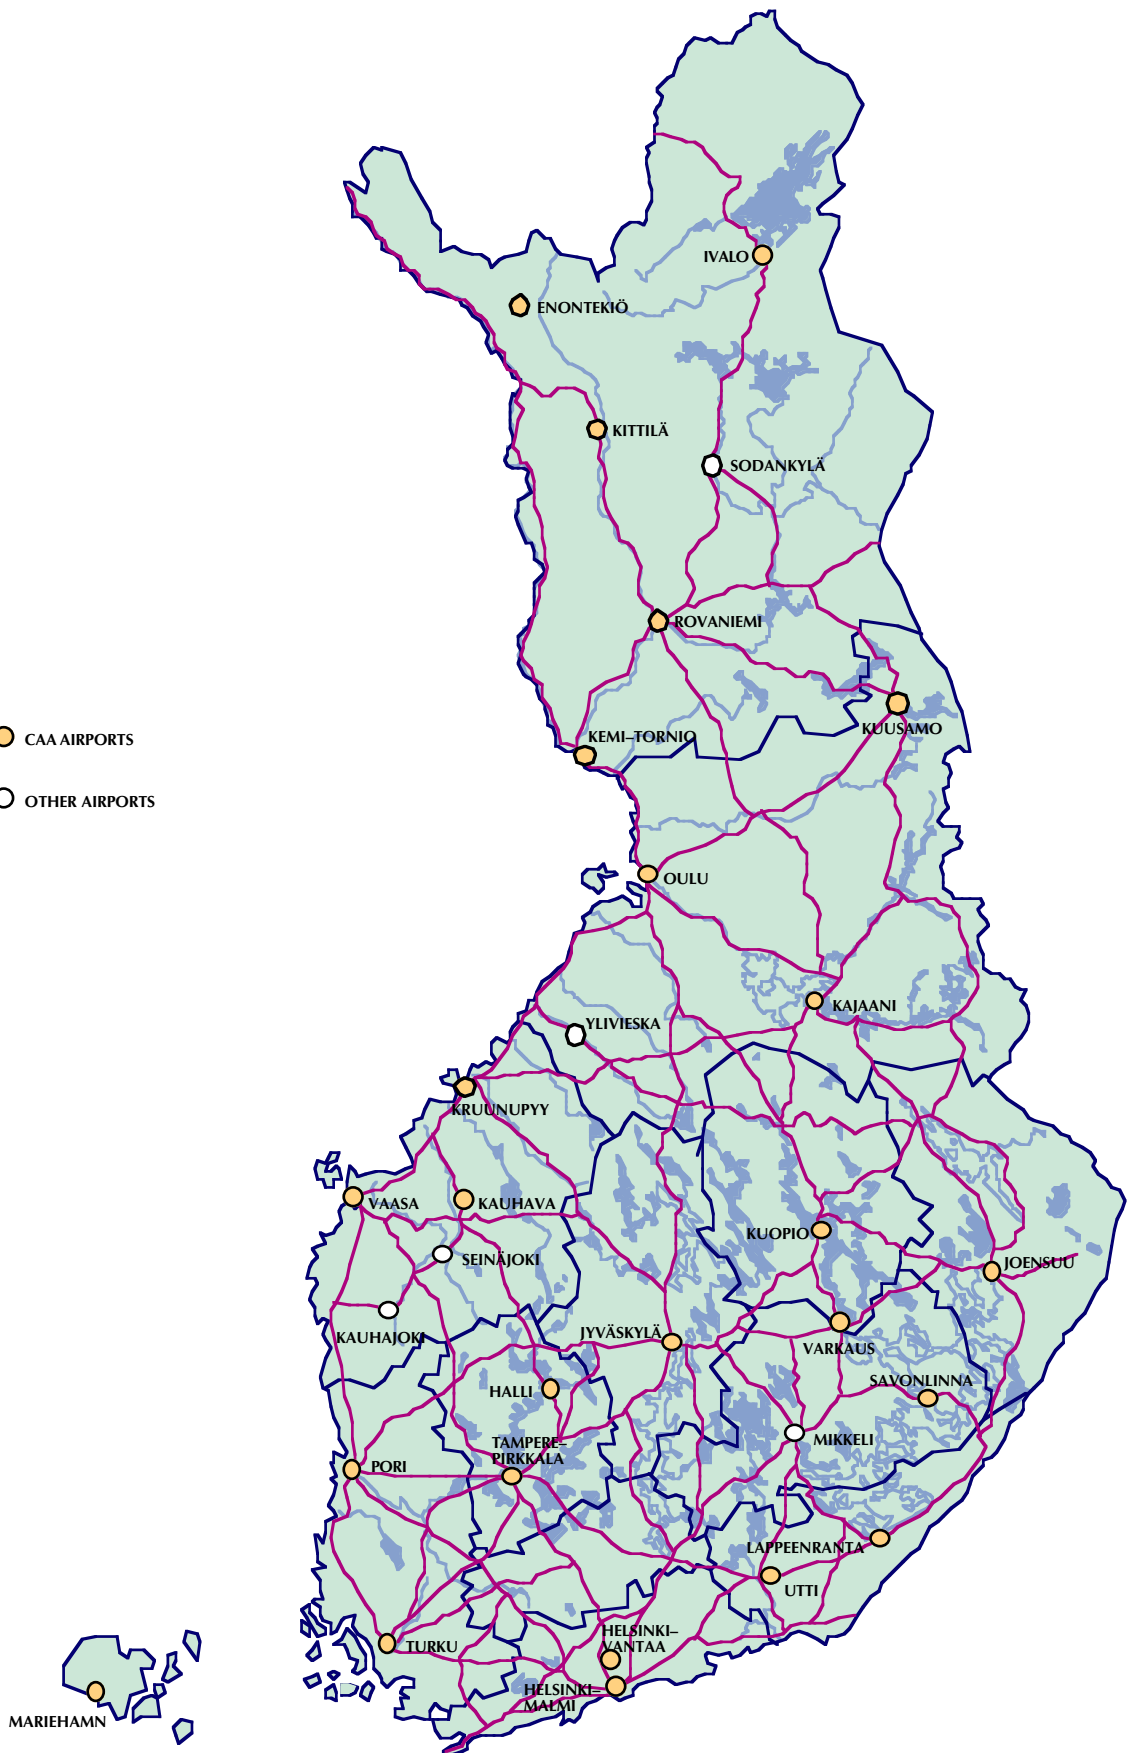 IVALO
ENONTEKIÖ
KITTILÄ
SODANKYLÄ
ROVANIEMI
KUUSAMO
KEMI–TORNIO
CAA AIRPORTS
OTHER AIRPORTS
OULU
KAJAANI
YLIVIESKA
KRUUNUPYY
VAASA
KAUHAVA
KUOPIO
SEINÄJOKI
JOENSUU
KAUHAJOKI
JYVÄSKYLÄ
VARKAUS
HALLI
SAVONLINNA
MIKKELI
TAMPERE–
PIRKKALA
PORI
LAPPEENRANTA
UTTI
HELSINKI–
VANTAA
TURKU
HELSINKI–
MALMI
MARIEHAMN